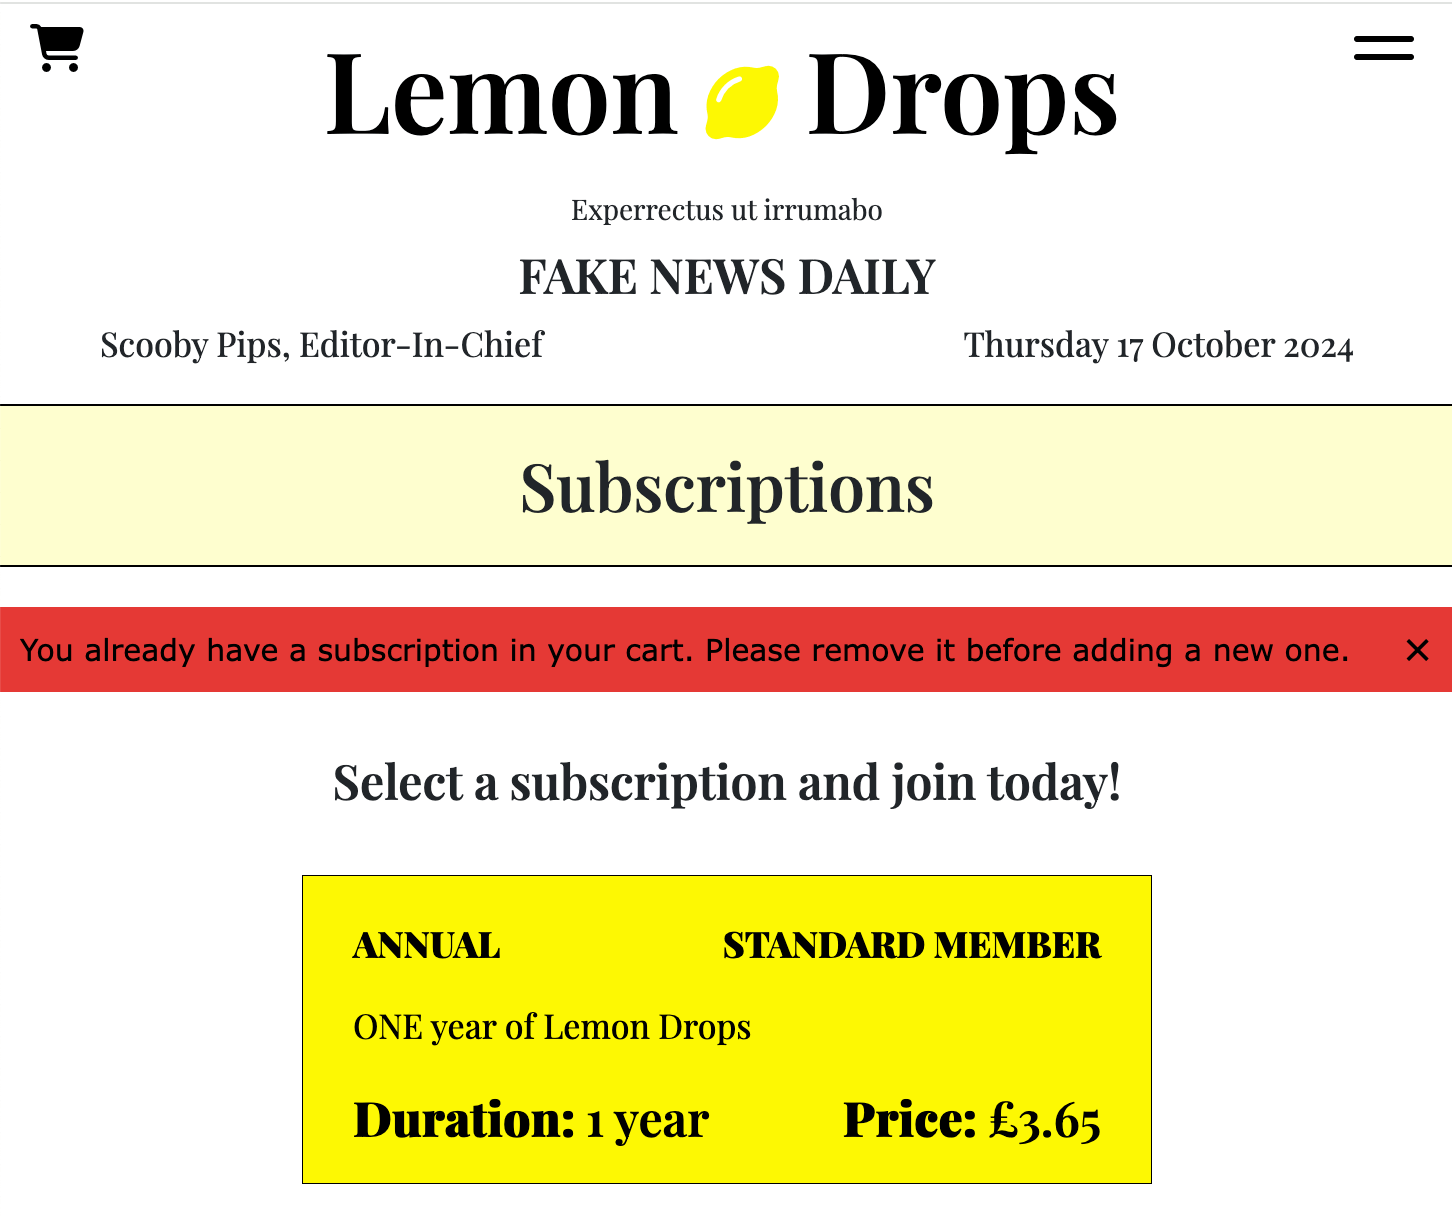 Lemon Drops
Experrectus ut irrumabo
FAKE NEWS DAILY
Scooby Pips, Editor-In-Chief
Thursday 17 October 2024
Subscriptions
You already have a subscription in your cart. Please remove it before adding a new one. ×
Select a subscription and join today!
ANNUAL STANDARD MEMBER
ONE year of Lemon Drops
Duration: 1 year Price: £3.65